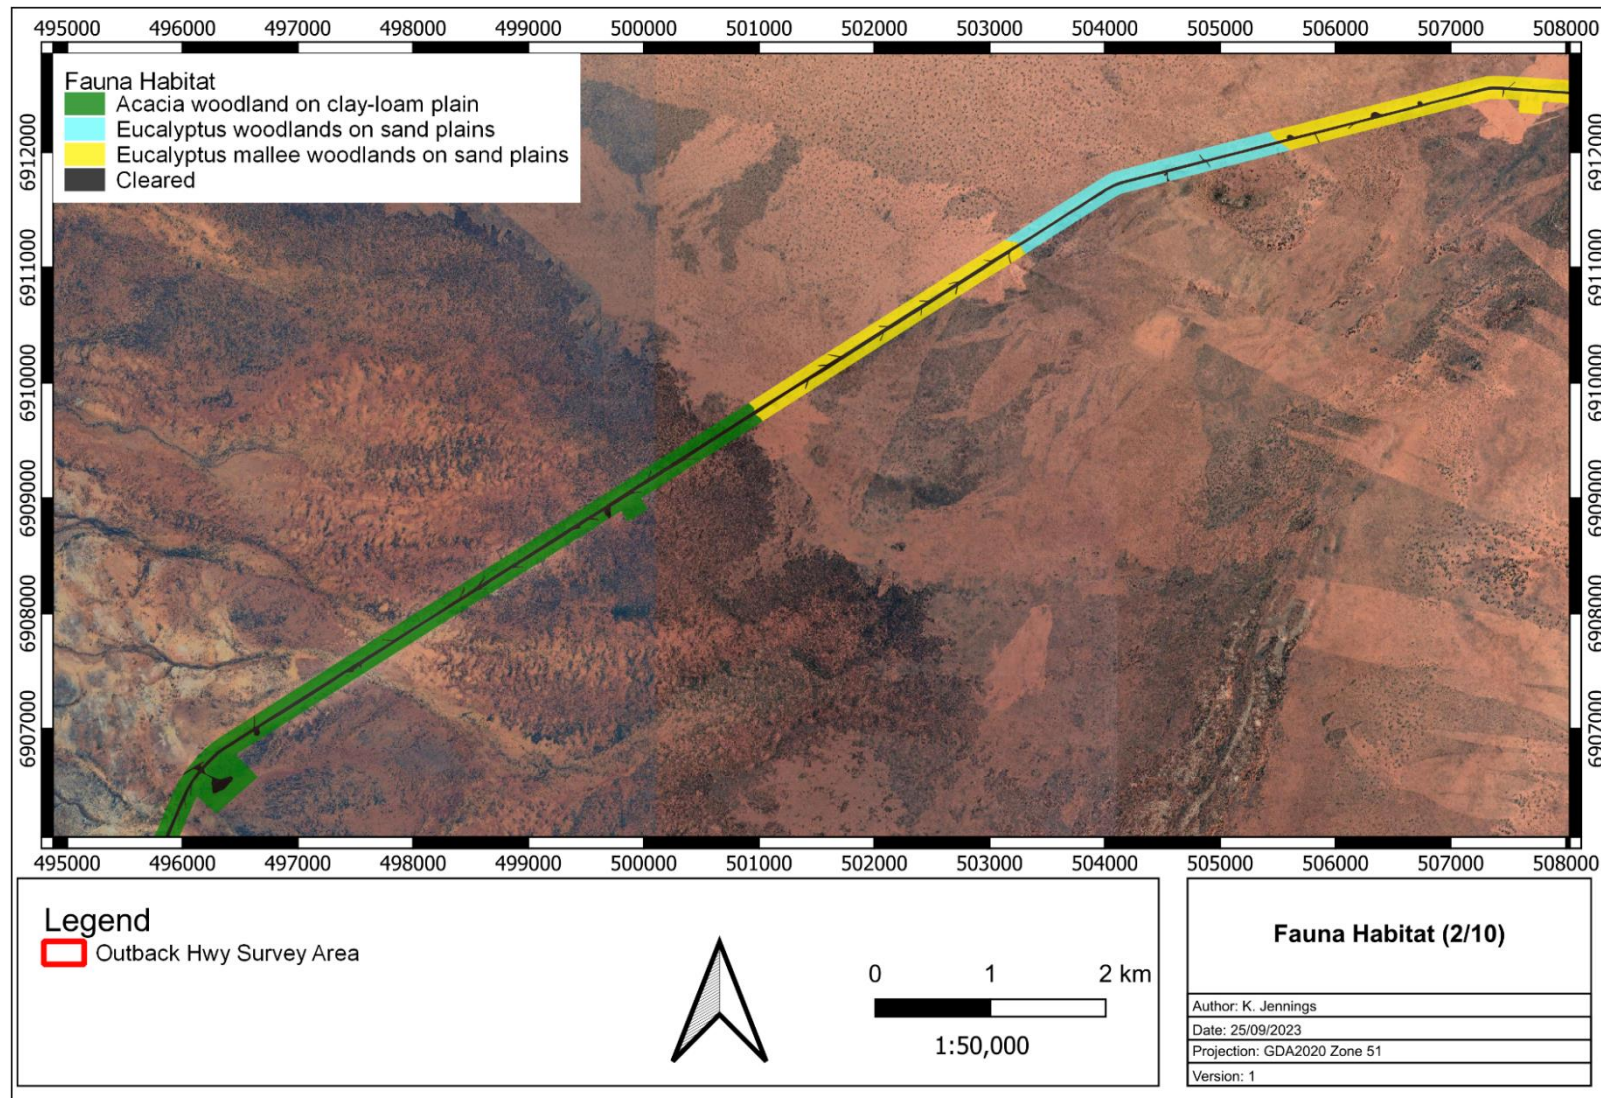 495000 496000 497000 498000 499000 500000 501000 502000 503000 504000 505000 506000 507000 508000
Fauna Habitat
Acacia woodland on clay-loam plain
Eucalyptus woodlands on sand plains
Eucalyptus mallee woodlands on sand plains
Cleared
6912000
6911000
6910000
6909000
6908000
6907000
6912000
6911000
6910000
6909000
6908000
6907000
495000 496000 497000 498000 499000 500000 501000 502000 503000 504000 505000 506000 507000 508000
Legend
Outback Hwy Survey Area
0 1 2 km
1:50,000
Fauna Habitat (2/10)
Author: K. Jennings
Date: 25/09/2023
Projection: GDA2020 Zone 51
Version: 1